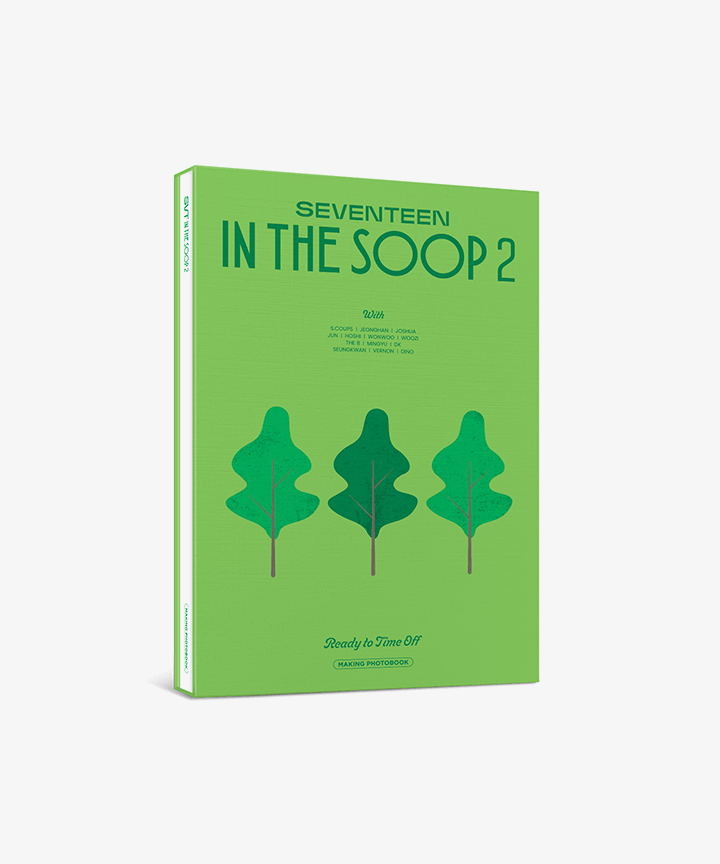 SEVENTEEN
IN THE SOOP 2
With
S.COUPS | JEONGHAN | JOSHUA
JUN | HOSHI | WONWOO | WOOZI
THE 8 | MINGYU | DK
SEUNGKWAN | VERNON | DINO
Ready to Time Off
MAKING PHOTOBOOK
SVT IN THE SOOP 2
MAKING PHOTOBOOK